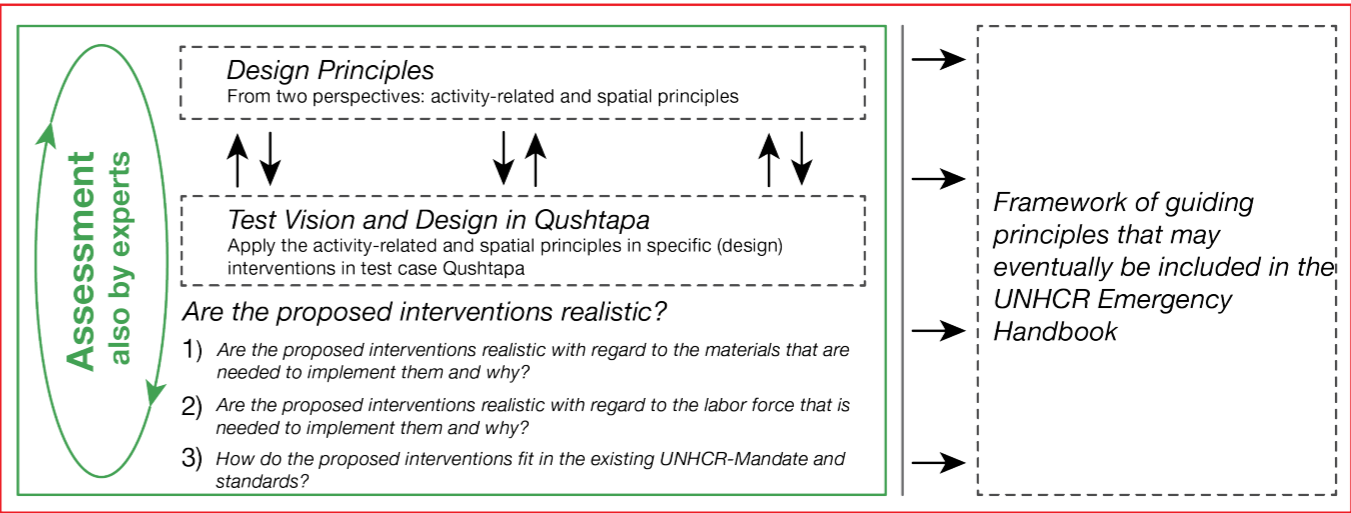 Assessment
also by experts
Design Principles
From two perspectives: activity-related and spatial principles
Test Vision and Design in Qushtapa
Apply the activity-related and spatial principles in specific (design)
interventions in test case Qushtapa
Are the proposed interventions realistic?
1) Are the proposed interventions realistic with regard to the materials that are
needed to implement them and why?
2) Are the proposed interventions realistic with regard to the labor force that is
needed to implement them and why?
3) How do the proposed interventions fit in the existing UNHCR-Mandate and
standards?
Framework of guiding
principles that may
eventually be included in the
UNHCR Emergency
Handbook